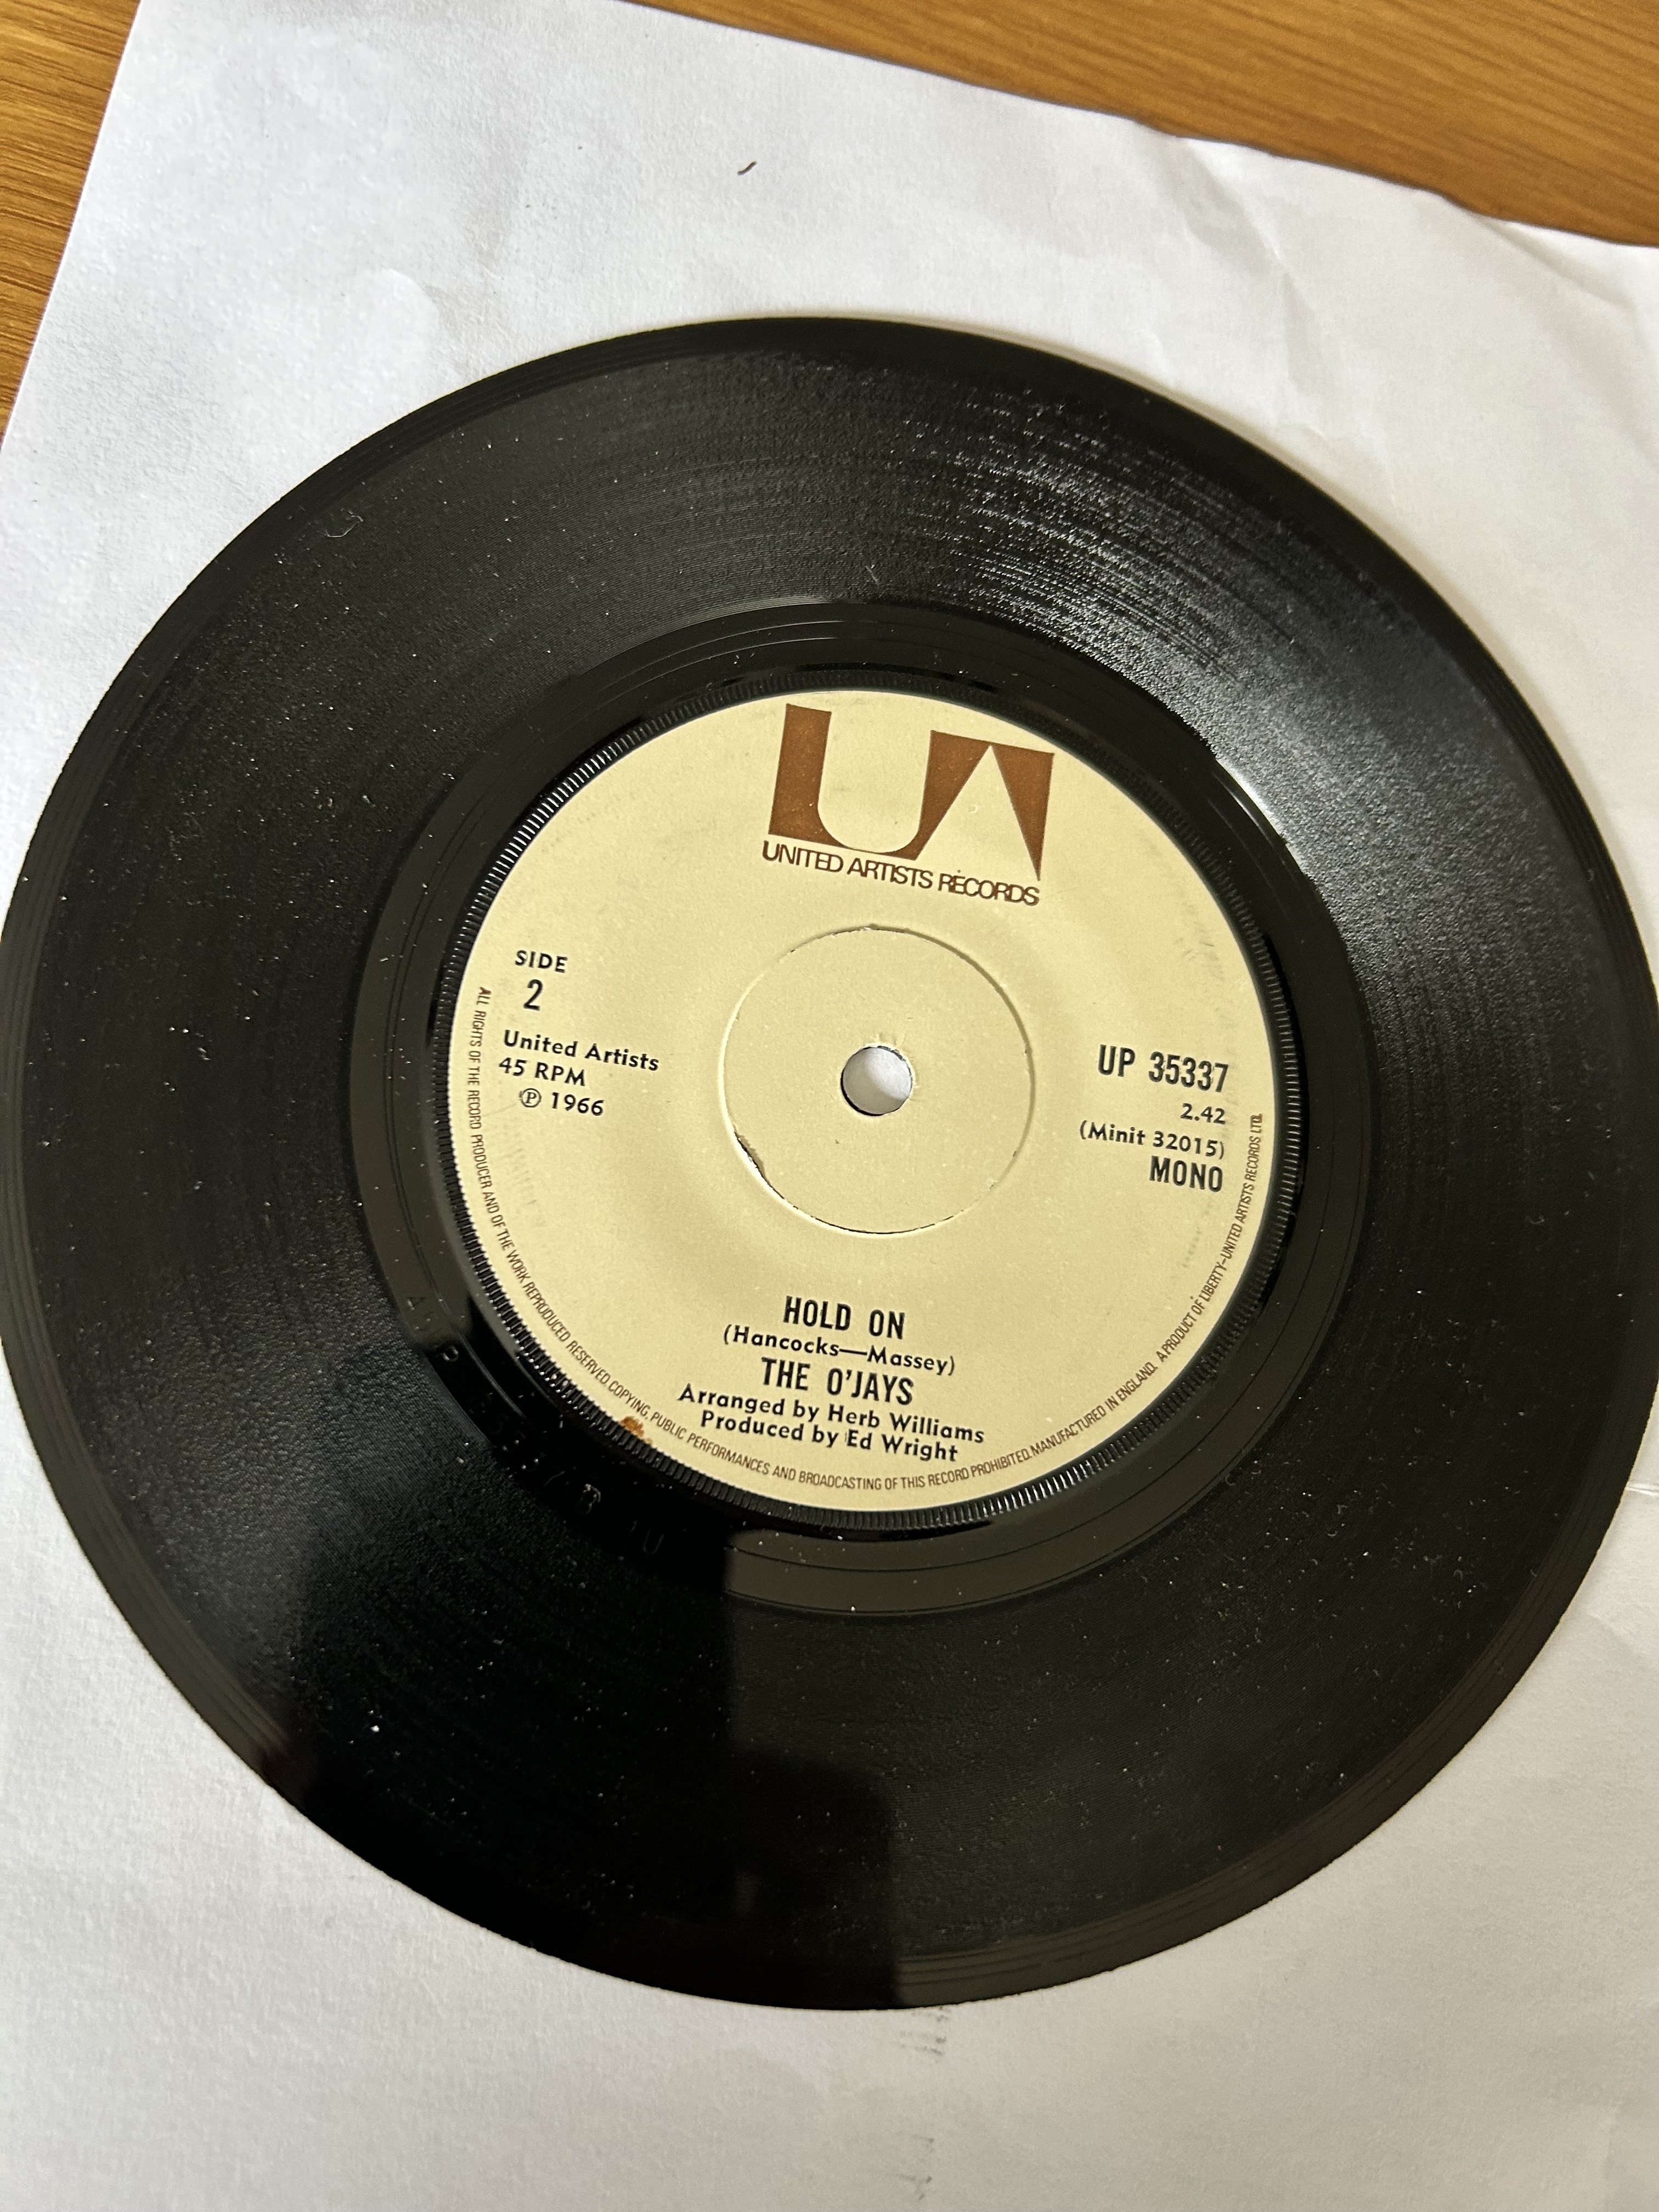 UA
UNITED ARTISTS RECORDS
SIDE
2
United Artists
45 RPM
℗ 1966
UP 35337
2.42
(Minit 32015)
MONO
HOLD ON
(Hancocks—Massey)
THE O'JAYS
Arranged by Herb Williams
Produced by Ed Wright
ALL RIGHTS OF THE RECORD PRODUCER AND OF THE WORK REPRODUCED RESERVED. COPYING, PUBLIC PERFORMANCES AND BROADCASTING OF THIS RECORD PROHIBITED. MANUFACTURED IN ENGLAND. A PRODUCT OF LIBERTY–UNITED ARTISTS RECORDS LTD.